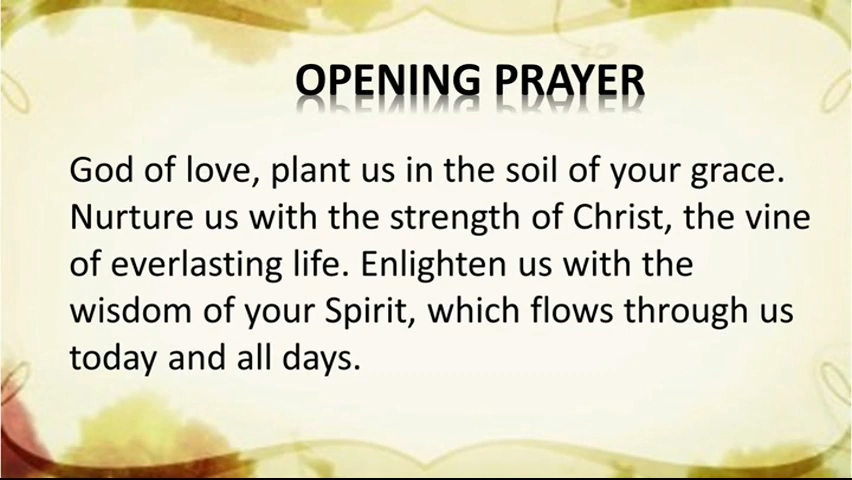 OPENING PRAYER
God of love, plant us in the soil of your grace.
Nurture us with the strength of Christ, the vine
of everlasting life. Enlighten us with the
wisdom of your Spirit, which flows through us
today and all days.